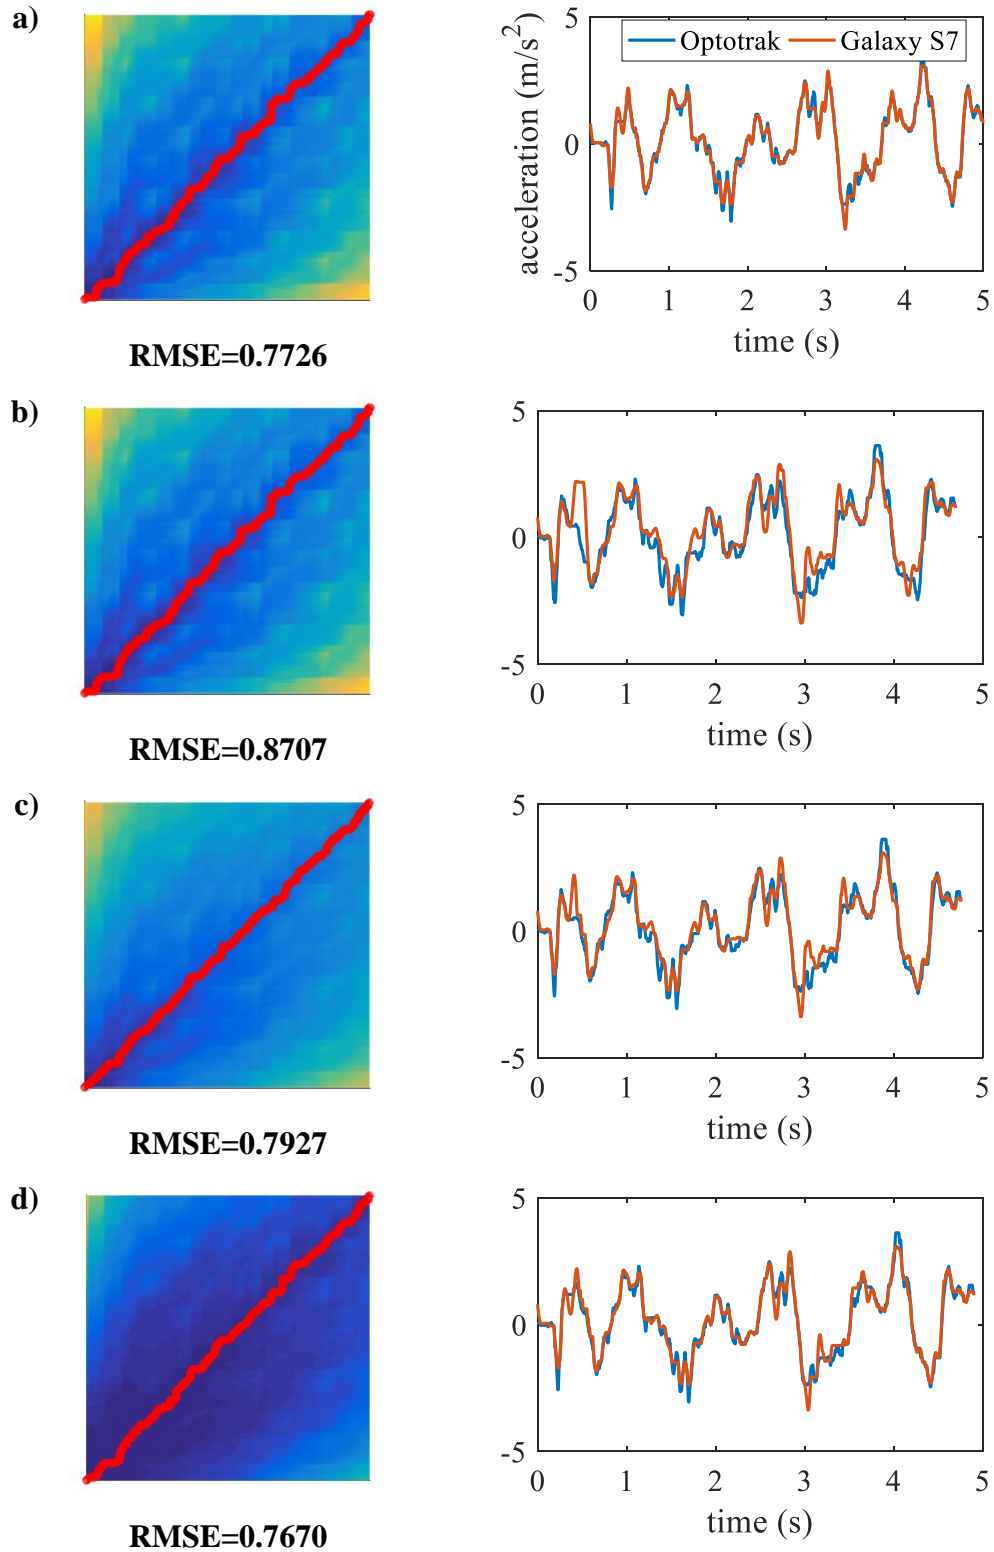 a)
5
Optotrak
Galaxy S7
acceleration (m/s2)
0
-5
0 1 2 3 4 5
time (s)
RMSE=0.7726
b)
5
0
-5
0 1 2 3 4 5
time (s)
RMSE=0.8707
c)
5
0
-5
0 1 2 3 4 5
time (s)
RMSE=0.7927
d)
5
0
-5
0 1 2 3 4 5
time (s)
RMSE=0.7670